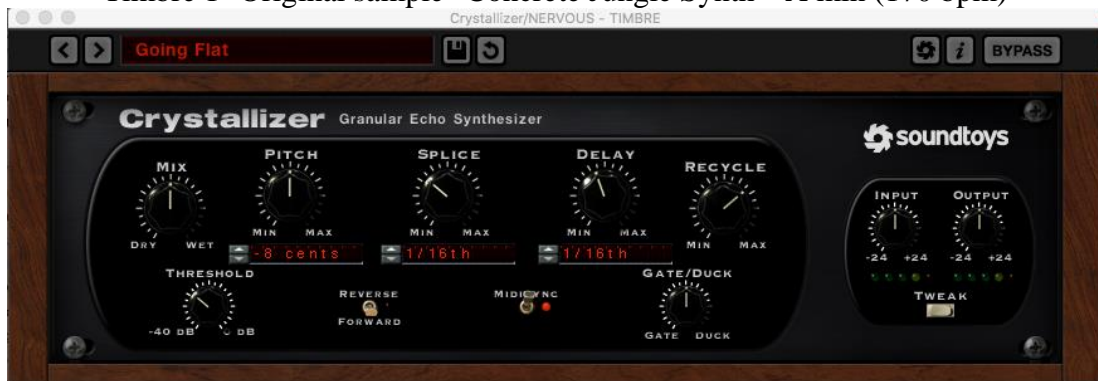 Timbre 1 "Original sample "Concrete Jungle Synth" A min (170 bpm)
Crystallizer/NERVOUS - TIMBRE
Going Flat
i BYPASS
Crystallizer Granular Echo Synthesizer
soundtoys
MIX PITCH SPLICE DELAY RECYCLE
INPUT OUTPUT
DRY WET MIN MAX MIN MAX MIN MAX MIN MAX
-24 +24 -24 +24
-8 cents 1/16th 1/16th
THRESHOLD GATE/DUCK
REVERSE MIDISYNC
TWEAK
FORWARD
-40 dB 0 dB GATE DUCK